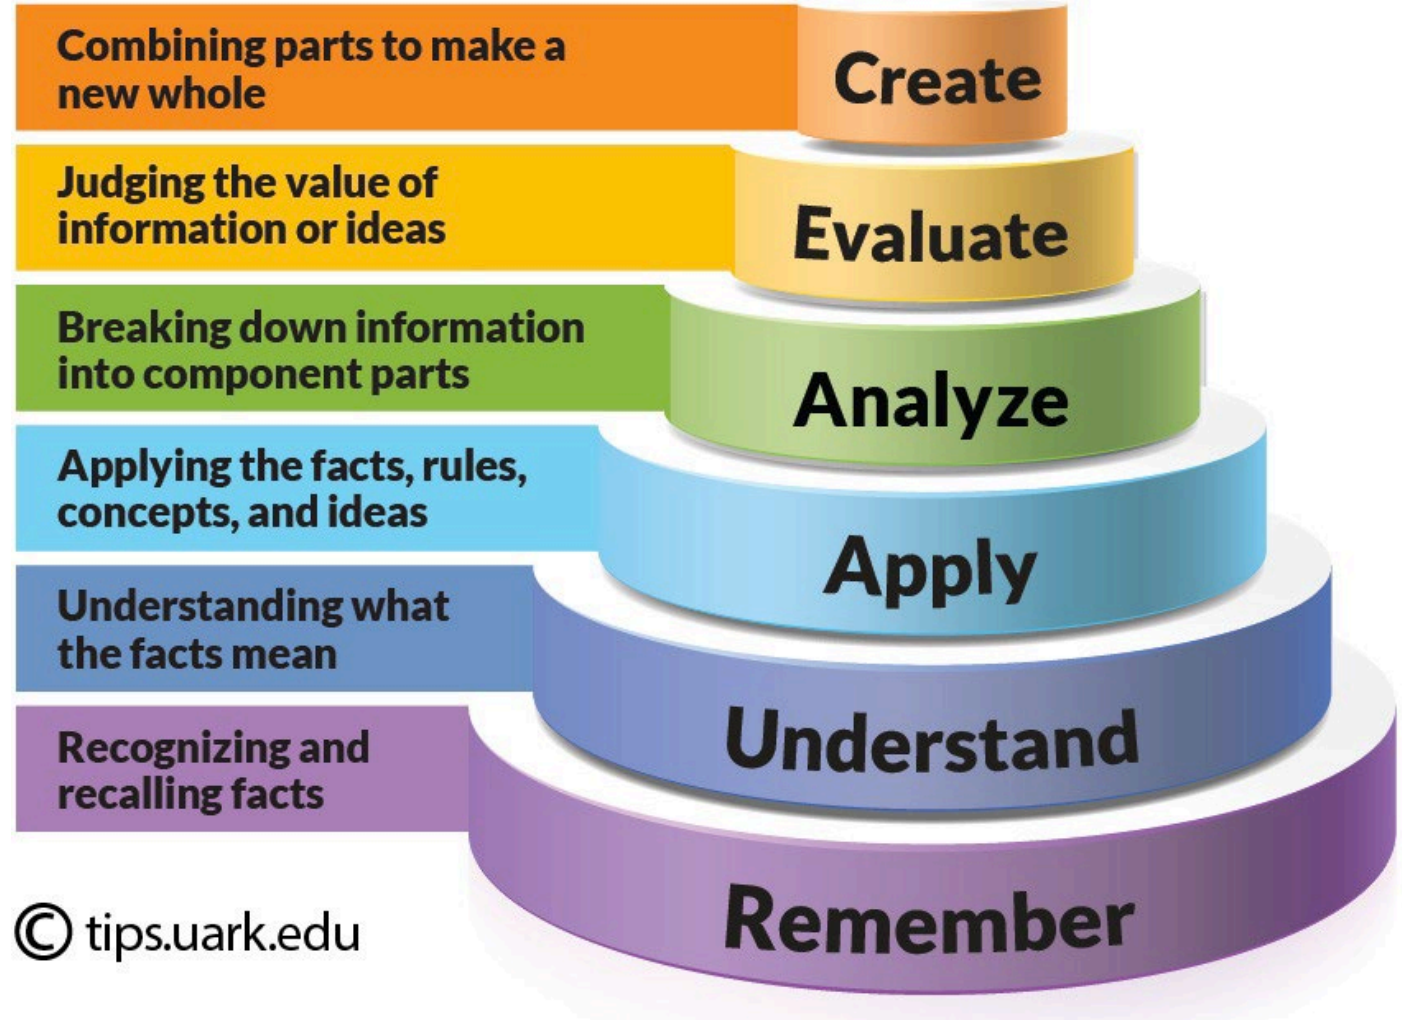 Combining parts to make a
new whole
Create
Judging the value of
information or ideas
Evaluate
Breaking down information
into component parts
Analyze
Applying the facts, rules,
concepts, and ideas
Apply
Understanding what
the facts mean
Understand
Recognizing and
recalling facts
Remember
© tips.uark.edu